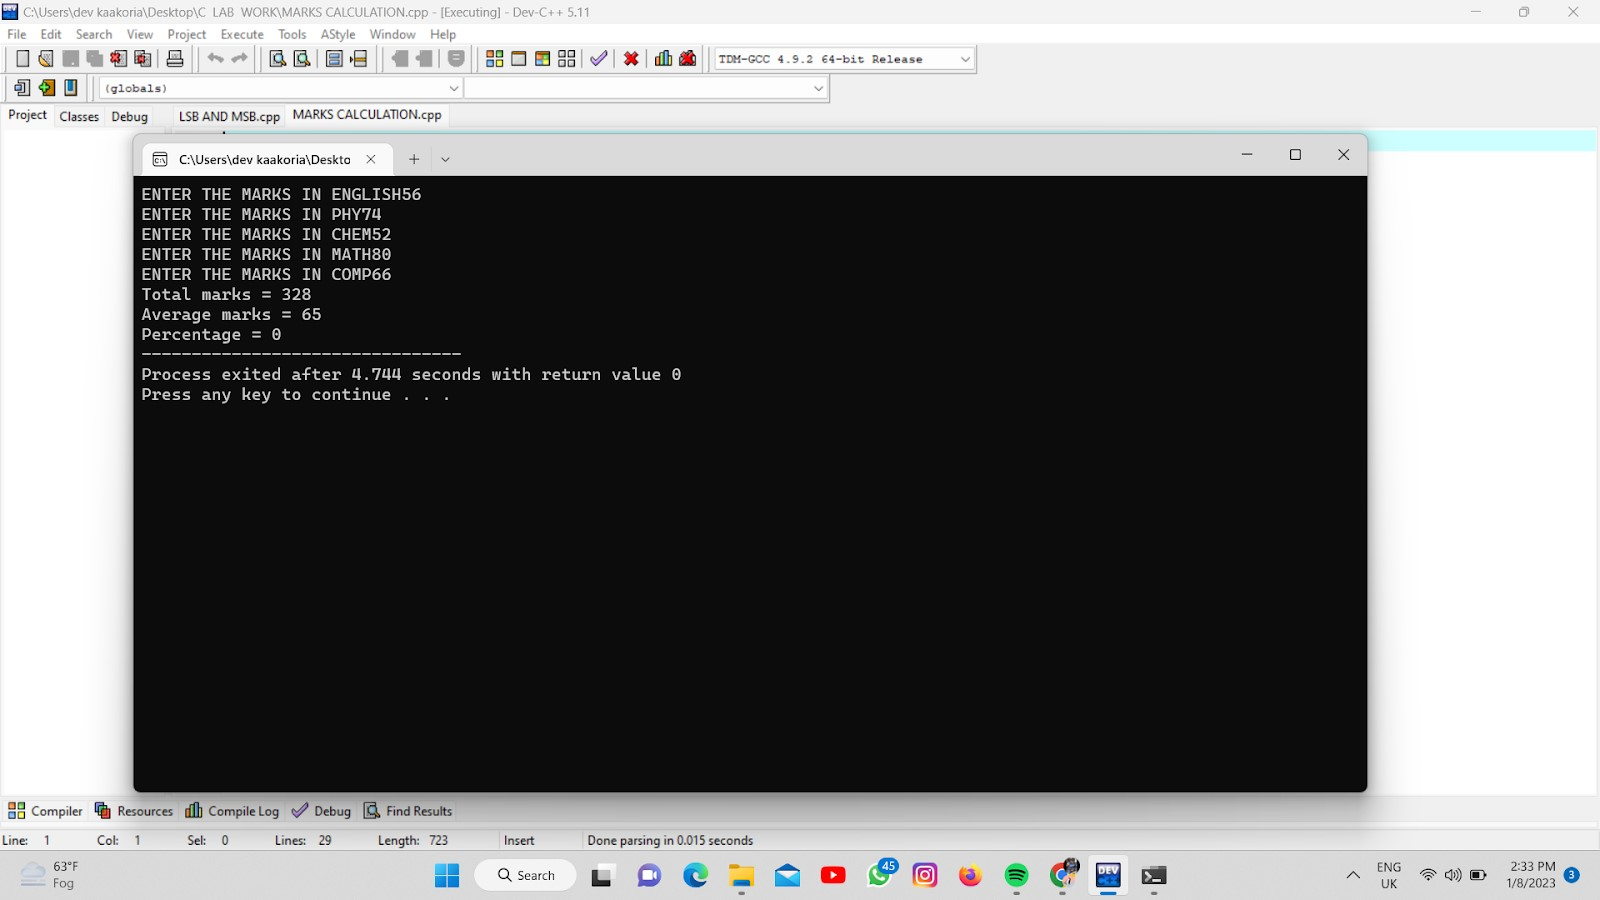 C:\Users\dev kaakoria\Desktop\C LAB WORK\MARKS CALCULATION.cpp - [Executing] - Dev-C++ 5.11
File Edit Search View Project Execute Tools AStyle Window Help
TDM-GCC 4.9.2 64-bit Release
(globals)
Project Classes Debug LSB AND MSB.cpp MARKS CALCULATION.cpp
C:\Users\dev kaakoria\Deskto
ENTER THE MARKS IN ENGLISH56
ENTER THE MARKS IN PHY74
ENTER THE MARKS IN CHEM52
ENTER THE MARKS IN MATH80
ENTER THE MARKS IN COMP66
Total marks = 328
Average marks = 65
Percentage = 0
--------------------------------
Process exited after 4.744 seconds with return value 0
Press any key to continue . . .
Compiler Resources Compile Log Debug Find Results
Line: 1 Col: 1 Sel: 0 Lines: 29 Length: 723 Insert Done parsing in 0.015 seconds
63°F
Fog
Search
45
DEV
ENG
UK
2:33 PM
1/8/2023
3